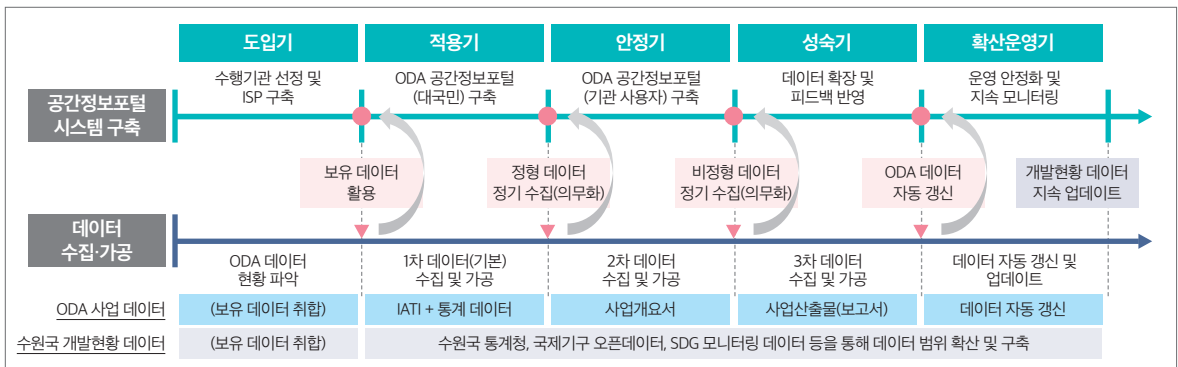 도입기
적용기
안정기
성숙기
확산운영기
공간정보포털
시스템 구축
수행기관 선정 및
ISP 구축
ODA 공간정보포털
(대국민) 구축
ODA 공간정보포털
(기관 사용자) 구축
데이터 확장 및
피드백 반영
운영 안정화 및
지속 모니터링
보유 데이터
활용
정형 데이터
정기 수집(의무화)
비정형 데이터
정기 수집(의무화)
ODA 데이터
자동 갱신
개발현황 데이터
지속 업데이트
데이터
수집·가공
ODA 데이터
현황 파악
1차 데이터(기본)
수집 및 가공
2차 데이터
수집 및 가공
3차 데이터
수집 및 가공
데이터 자동 갱신 및
업데이트
ODA 사업 데이터
(보유 데이터 취합)
IATI + 통계 데이터
사업개요서
사업산출물(보고서)
데이터 자동 갱신
수원국 개발현황 데이터
(보유 데이터 취합)
수원국 통계청, 국제기구 오픈데이터, SDG 모니터링 데이터 등을 통해 데이터 범위 확산 및 구축